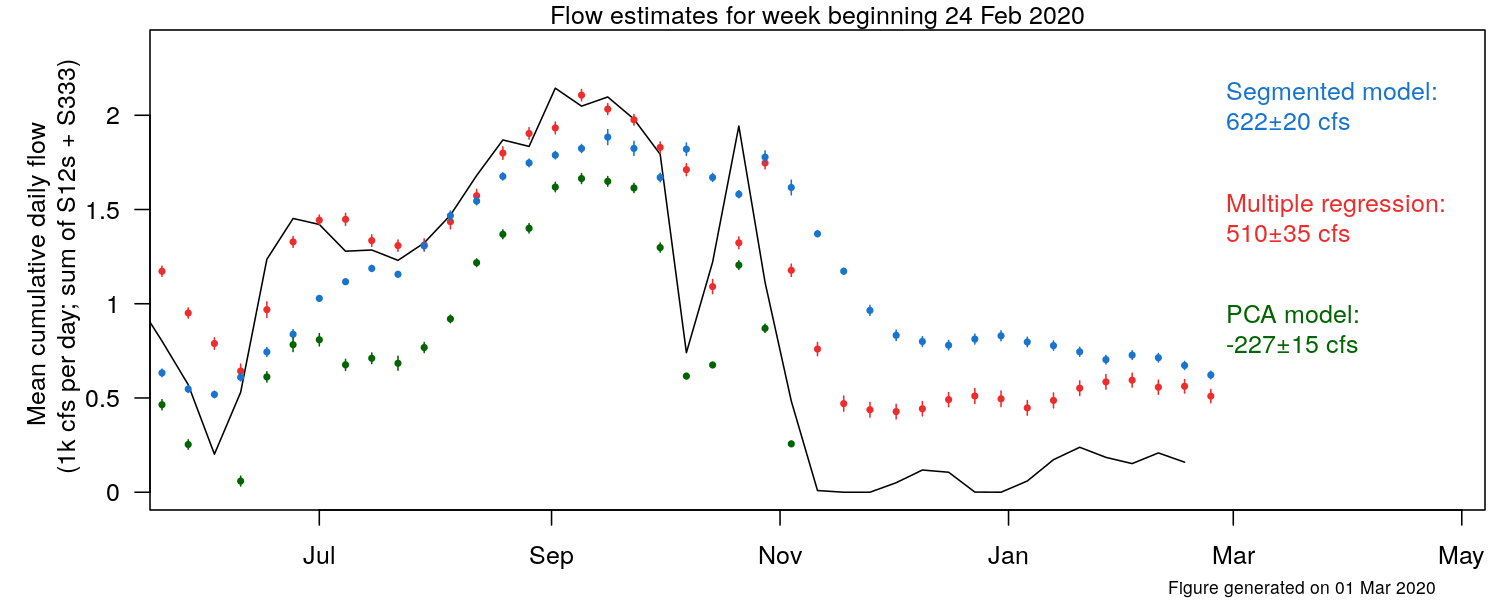 Flow estimates for week beginning 24 Feb 2020
Mean cumulative daily flow
(1k cfs per day; sum of S12s + S333)
2
1.5
1
0.5
0
Segmented model:
622±20 cfs
Multiple regression:
510±35 cfs
PCA model:
-227±15 cfs
Jul
Sep
Nov
Jan
Mar
May
Figure generated on 01 Mar 2020